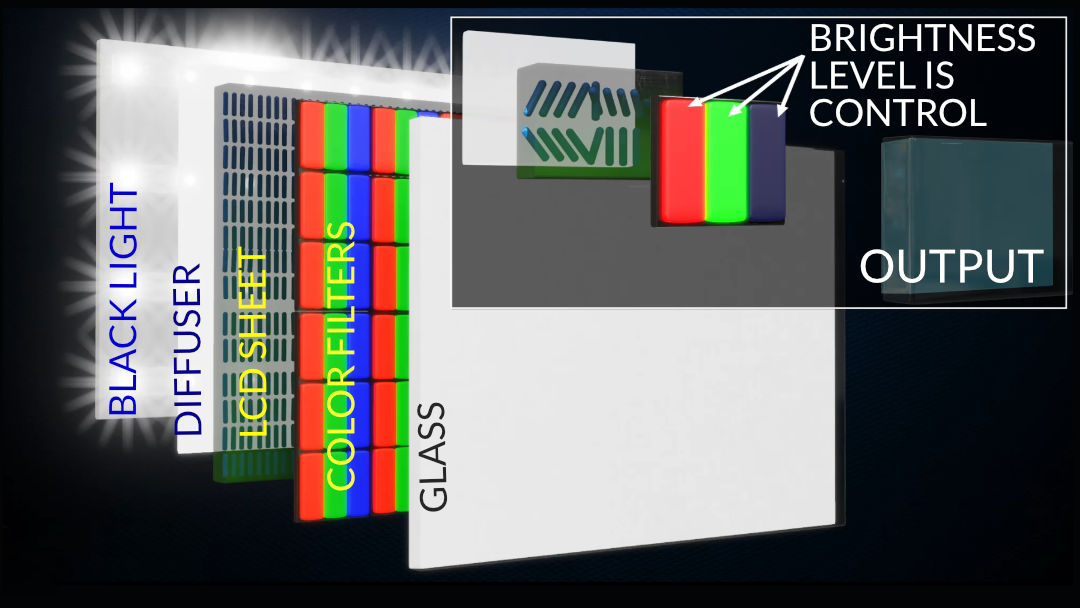 BLACK LIGHT
DIFFUSER
LCD SHEET
COLOR FILTERS
GLASS
BRIGHTNESS
LEVEL IS
CONTROL
OUTPUT